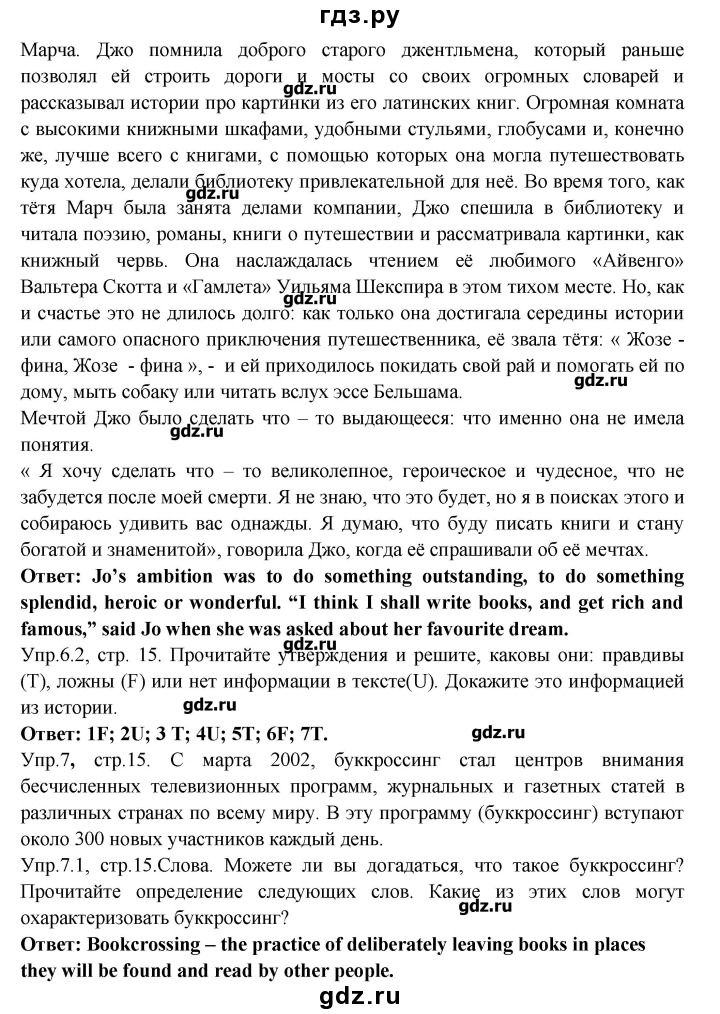 гдз.ру
Марча. Джо помнила доброго старого джентльмена, который раньше
позволял ей строить дороги и мосты со своих огромных словарей и
gdz.ru
рассказывал истории про картинки из его латинских книг. Огромная комната
с высокими книжными шкафами, удобными стульями, глобусами и, конечно
же, лучше всего с книгами, с помощью которых она могла путешествовать
куда хотела, делали библиотеку привлекательной для неё. Во время того, как
gdz.ru
тётя Марч была занята делами компании, Джо спешила в библиотеку и
читала поэзию, романы, книги о путешествии и рассматривала картинки, как
книжный червь. Она наслаждалась чтением её любимого «Айвенго»
Вальтера Скотта и «Гамлета» Уильяма Шекспира в этом тихом месте. Но, как
gdz.ru
и счастье это не длилось долго: как только она достигала середины истории
или самого опасного приключения путешественника, её звала тётя: « Жозе -
фина, Жозе - фина », - и ей приходилось покидать свой рай и помогать ей по
gdz.ru
дому, мыть собаку или читать вслух эссе Бельшама.
Мечтой Джо было сделать что – то выдающееся: что именно она не имела
gdz.ru
понятия.
« Я хочу сделать что – то великолепное, героическое и чудесное, что не
забудется после моей смерти. Я не знаю, что это будет, но я в поисках этого и
собираюсь удивить вас однажды. Я думаю, что буду писать книги и стану
богатой и знаменитой», говорила Джо, когда её спрашивали об её мечтах.
Ответ: Jo’s ambition was to do something outstanding, to do something
splendid, heroic or wonderful. “I think I shall write books, and get rich and
famous,” said Jo when she was asked about her favourite dream.
gdz.ru
Упр.6.2, стр. 15. Прочитайте утверждения и решите, каковы они: правдивы
(T), ложны (F) или нет информации в тексте(U). Докажите это информацией
из истории.
gdz.ru
Ответ: 1F; 2U; 3 T; 4U; 5T; 6F; 7T.
gdz.ru
Упр.7, стр.15. С марта 2002, буккроссинг стал центров внимания
бесчисленных телевизионных программ, журнальных и газетных статей в
различных странах по всему миру. В эту программу (буккроссинг) вступают
gdz.ru
около 300 новых участников каждый день.
Упр.7.1, стр.15.Слова. Можете ли вы догадаться, что такое буккроссинг?
Прочитайте определение следующих слов. Какие из этих слов могут
gdz.ru
охарактеризовать буккроссинг?
Ответ: Bookcrossing – the practice of deliberately leaving books in places
they will be found and read by other people.
gdz.ru